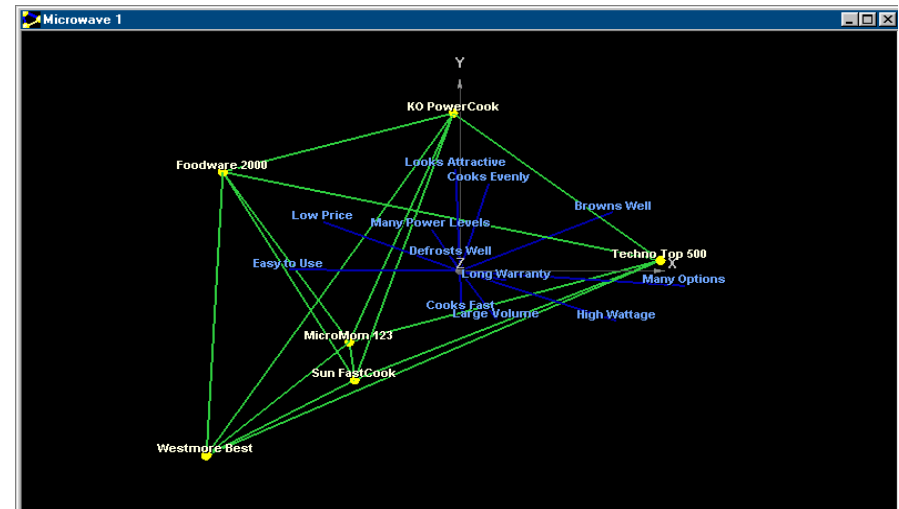 Microwave 1
Y
KO PowerCook
Looks Attractive
Foodware 2000
Cooks Evenly
Browns Well
Low Price
Many Power Levels
Defrosts Well
Techno Top 500
Easy to Use
Z
X
Long Warranty
Many Options
Cooks Fast
Large Volume
High Wattage
MicroMom 123
Sun FastCook
Westmore Best